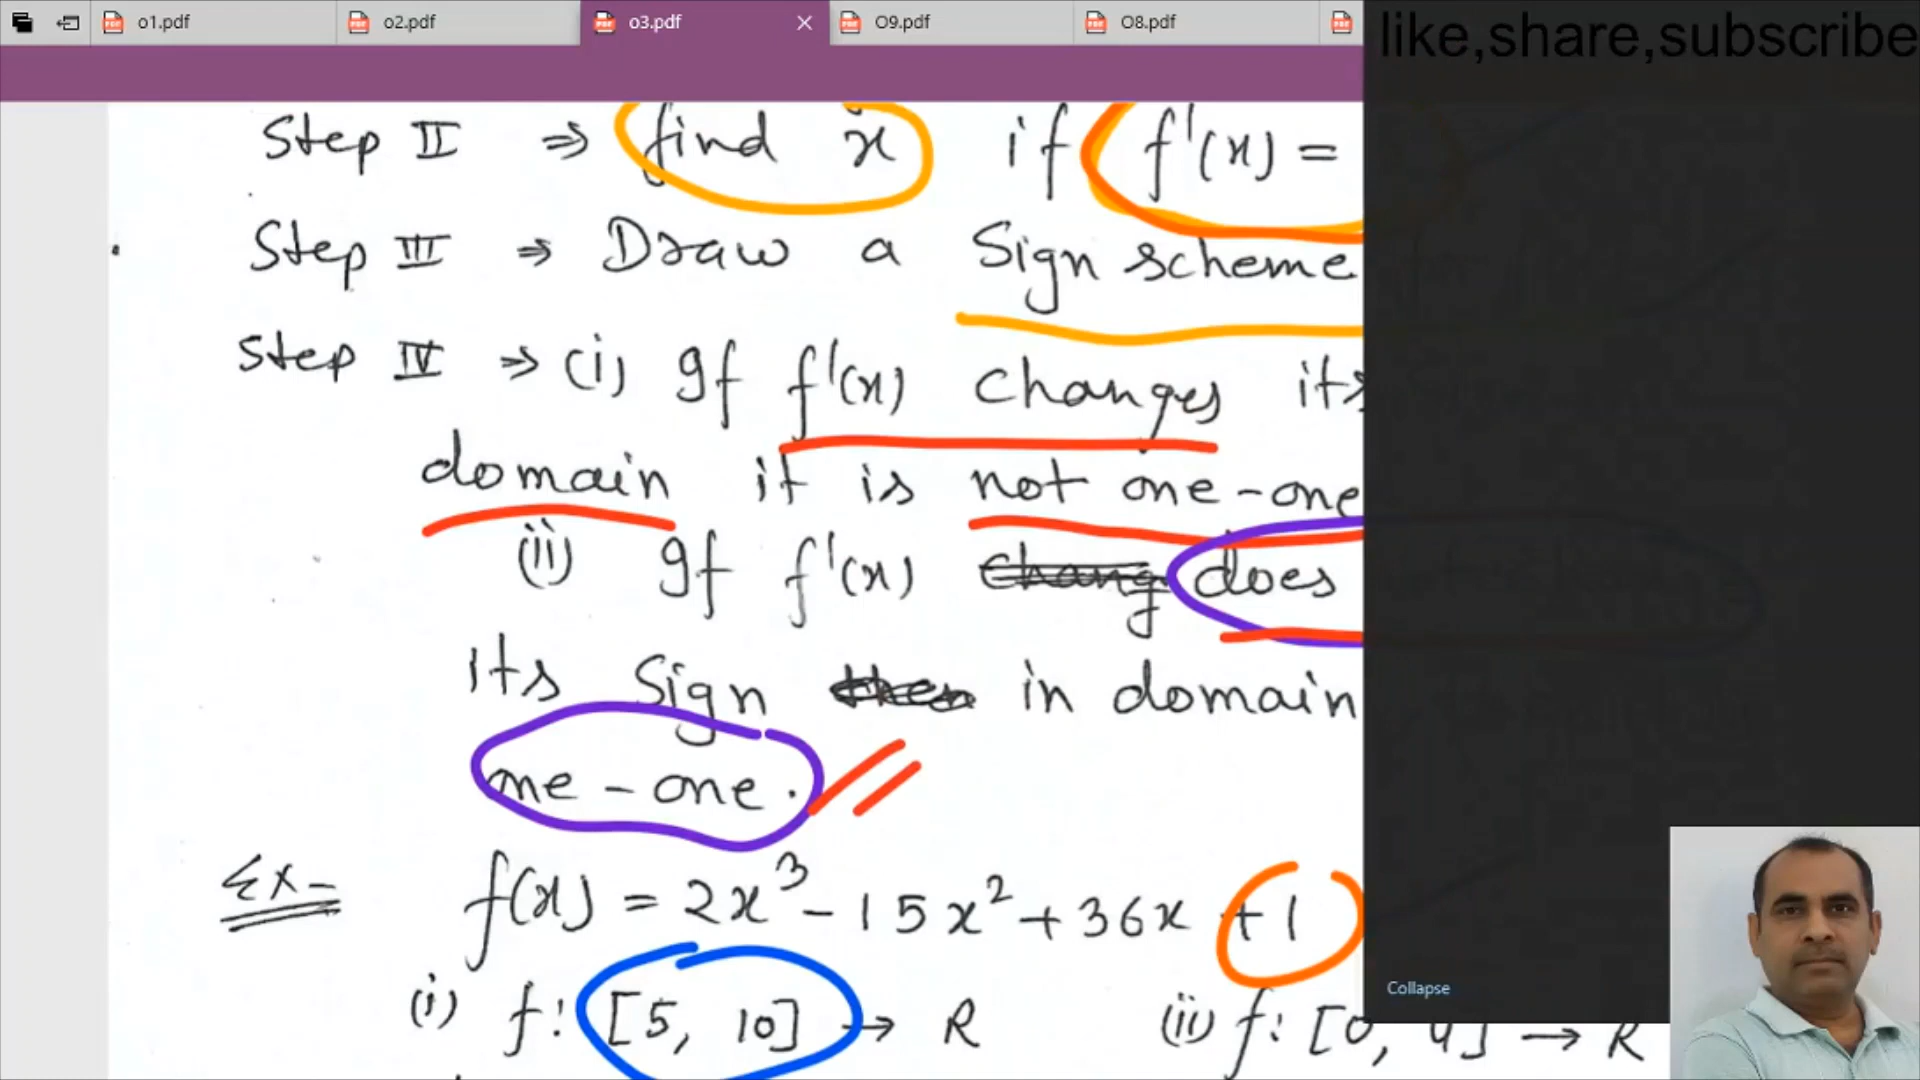 o1.pdf o2.pdf o3.pdf O9.pdf O8.pdf
like,share,subscribe
Step II ⇒ find x if f'(x) =
Step III ⇒ Draw a Sign scheme
Step IV ⇒ (i) If f'(x) changes its
domain it is not one-one
(ii) If f'(x) does
its Sign in domain
one-one.
Ex- f(x) = 2x³ - 15x² + 36x + 1
(i) f: [5, 10] → R (ii) f: [0, 4] → R
Collapse